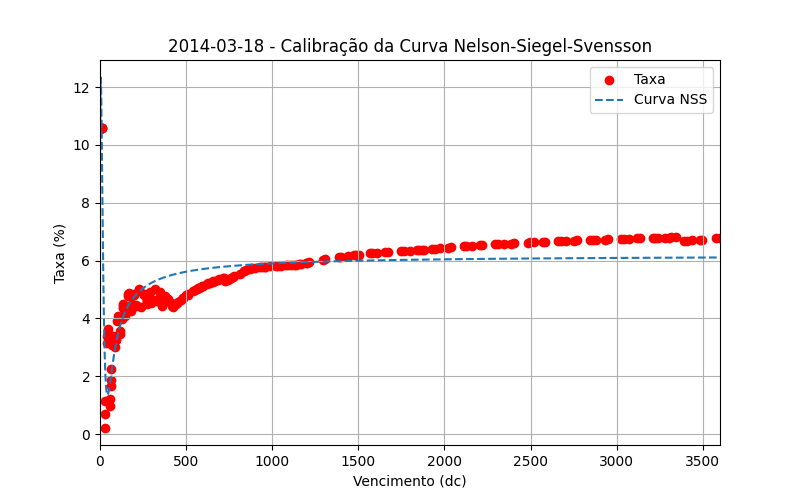 2014-03-18 - Calibração da Curva Nelson-Siegel-Svensson
Taxa
Curva NSS
12
10
8
6
4
2
0
Taxa (%)
0 500 1000 1500 2000 2500 3000 3500
Vencimento (dc)